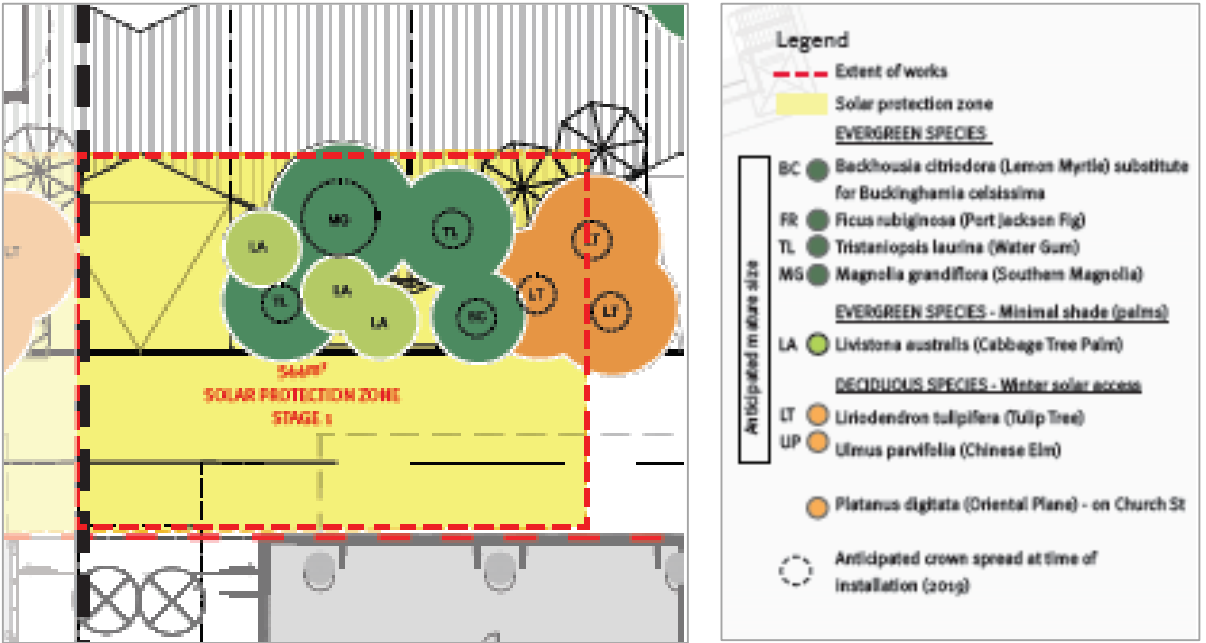 LT
MG
TL
LA
LT
LA
LT
TL
LA
BC
LT
544m²
SOLAR PROTECTION ZONE
STAGE 1
Legend
Extent of works
Solar protection zone
EVERGREEN SPECIES
BC Backhousia citriodora (Lemon Myrtle) substitute
for Buckinghamia celsissima
FR Ficus rubiginosa (Port Jackson Fig)
TL Tristaniopsis laurina (Water Gum)
MG Magnolia grandiflora (Southern Magnolia)
EVERGREEN SPECIES - Minimal shade (palms)
LA Livistona australis (Cabbage Tree Palm)
DECIDUOUS SPECIES - Winter solar access
LT Liriodendron tulipifera (Tulip Tree)
UP Ulmus parvifolia (Chinese Elm)
Platanus digitata (Oriental Plane) - on Church St
Anticipated crown spread at time of
installation (2019)
Anticipated mature size